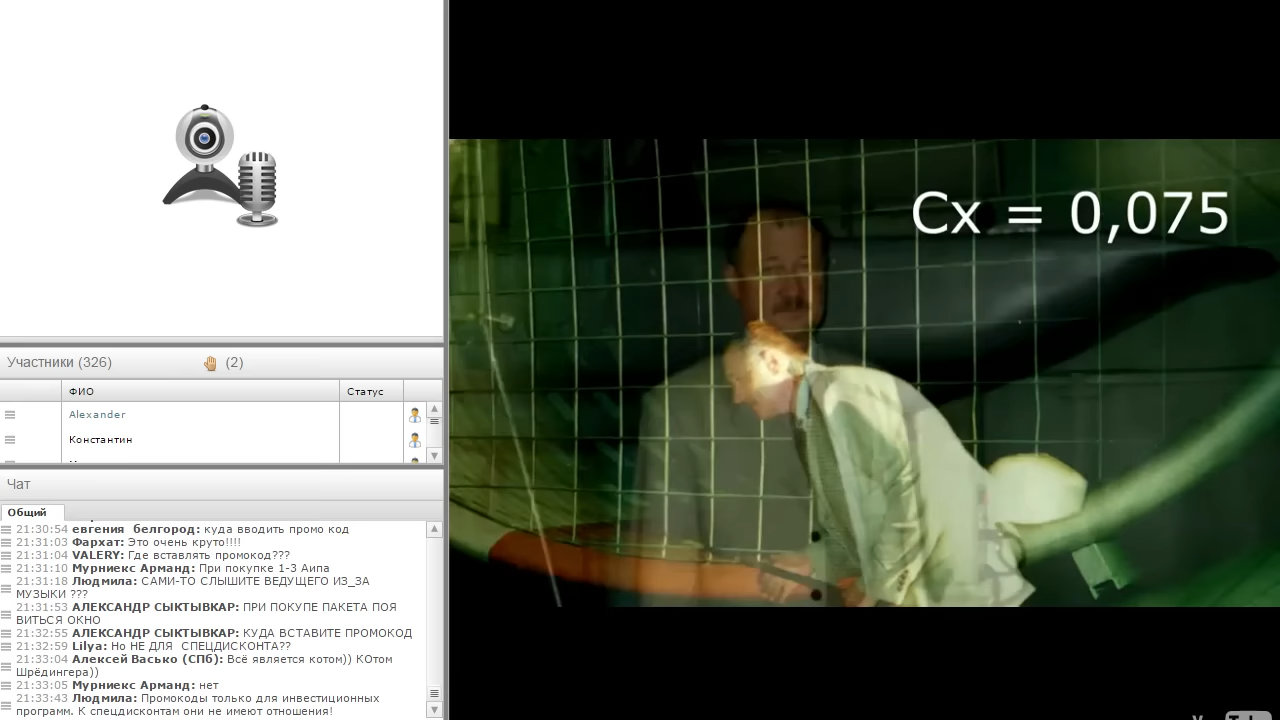 Cx = 0,075
Участники (326)
(2)
ФИО
Статус
Alexander
Константин
Чат
Общий
21:30:54 евгения белгород: куда вводить промо код
21:31:03 Фархат: Это очень круто!!!!
21:31:04 VALERY: Где вставлять промокод???
21:31:10 Мурниекс Арманд: При покупке 1-3 Аипа
21:31:18 Людмила: САМИ-ТО СЛЫШИТЕ ВЕДУЩЕГО ИЗ_ЗА
МУЗЫКИ ???
21:31:53 АЛЕКСАНДР СЫКТЫВКАР: ПРИ ПОКУПЕ ПАКЕТА ПОЯ
ВИТЬСЯ ОКНО
21:32:55 АЛЕКСАНДР СЫКТЫВКАР: КУДА ВСТАВИТЕ ПРОМОКОД
21:32:59 Lilya: Но НЕ ДЛЯ СПЕЦДИСКОНТА??
21:33:04 Алексей Васько (СПб): Всё является котом)) КОтом
Шрёдингера))
21:33:05 Мурниекс Арманд: нет
21:33:43 Людмила: Промокоды только для инвестиционных
программ. К спецдисконтам они не имеют отношения!